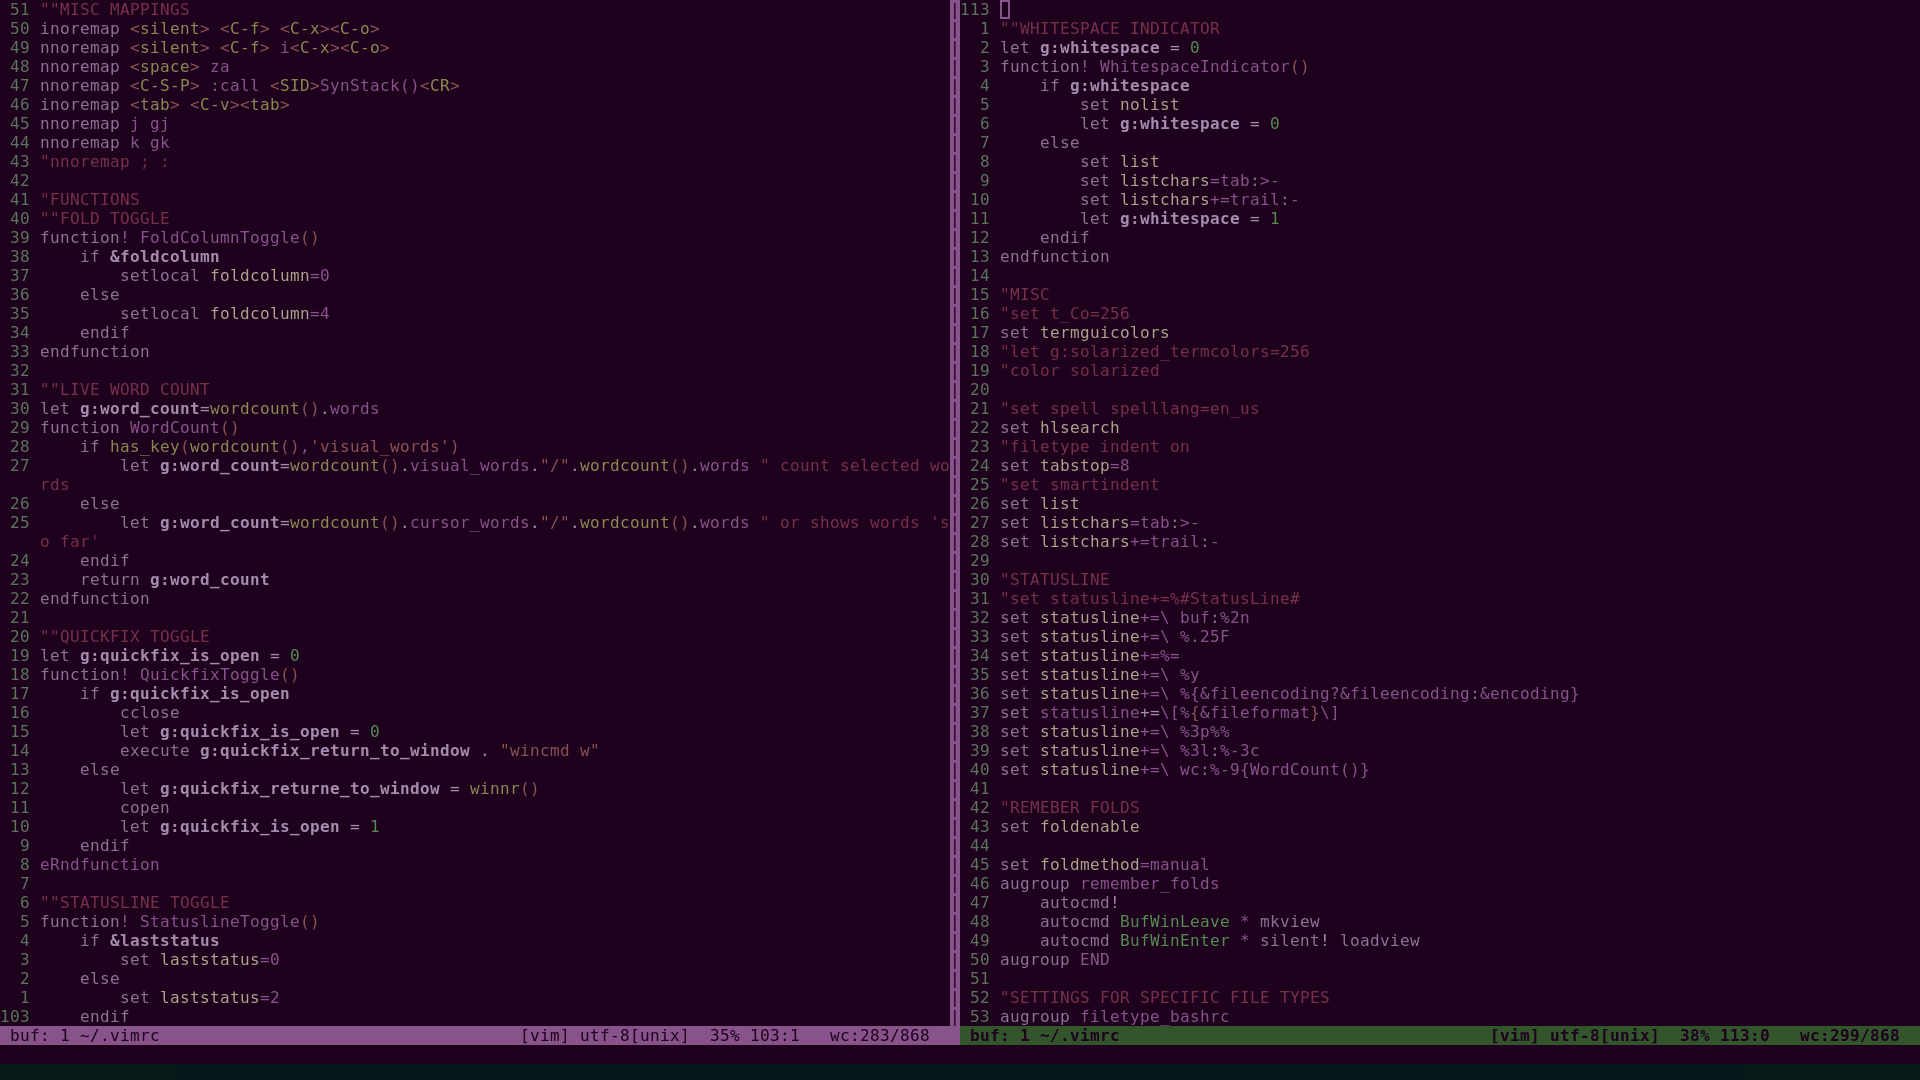 51 ""MISC MAPPINGS
50 inoremap <silent> <C-f> <C-x><C-o>
49 nnoremap <silent> <C-f> i<C-x><C-o>
48 nnoremap <space> za
47 nnoremap <C-S-P> :call <SID>SynStack()<CR>
46 inoremap <tab> <C-v><tab>
45 nnoremap j gj
44 nnoremap k gk
43 "nnoremap ; :
42
41 "FUNCTIONS
40 ""FOLD TOGGLE
39 function! FoldColumnToggle()
38     if &foldcolumn
37         setlocal foldcolumn=0
36     else
35         setlocal foldcolumn=4
34     endif
33 endfunction
32
31 ""LIVE WORD COUNT
30 let g:word_count=wordcount().words
29 function WordCount()
28     if has_key(wordcount(),'visual_words')
27         let g:word_count=wordcount().visual_words."/".wordcount().words " count selected wo
rds
26     else
25         let g:word_count=wordcount().cursor_words."/".wordcount().words " or shows words 's
o far'
24     endif
23     return g:word_count
22 endfunction
21
20 ""QUICKFIX TOGGLE
19 let g:quickfix_is_open = 0
18 function! QuickfixToggle()
17     if g:quickfix_is_open
16         cclose
15         let g:quickfix_is_open = 0
14         execute g:quickfix_return_to_window . "wincmd w"
13     else
12         let g:quickfix_returne_to_window = winnr()
11         copen
10         let g:quickfix_is_open = 1
9     endif
8 eRndfunction
7
6 ""STATUSLINE TOGGLE
5 function! StatuslineToggle()
4     if &laststatus
3         set laststatus=0
2     else
1         set laststatus=2
103     endif
buf: 1 ~/.vimrc [vim] utf-8[unix] 35% 103:1 wc:283/868
113
1 ""WHITESPACE INDICATOR
2 let g:whitespace = 0
3 function! WhitespaceIndicator()
4     if g:whitespace
5         set nolist
6         let g:whitespace = 0
7     else
8         set list
9         set listchars=tab:>-
10         set listchars+=trail:-
11         let g:whitespace = 1
12     endif
13 endfunction
14
15 "MISC
16 "set t_Co=256
17 set termguicolors
18 "let g:solarized_termcolors=256
19 "color solarized
20
21 "set spell spelllang=en_us
22 set hlsearch
23 "filetype indent on
24 set tabstop=8
25 "set smartindent
26 set list
27 set listchars=tab:>-
28 set listchars+=trail:-
29
30 "STATUSLINE
31 "set statusline+=%#StatusLine#
32 set statusline+=\ buf:%2n
33 set statusline+=\ %.25F
34 set statusline+=%=
35 set statusline+=\ %y
36 set statusline+=\ %{&fileencoding?&fileencoding:&encoding}
37 set statusline+=\[%{&fileformat}\]
38 set statusline+=\ %3p%%
39 set statusline+=\ %3l:%-3c
40 set statusline+=\ wc:%-9{WordCount()}
41
42 "REMEBER FOLDS
43 set foldenable
44
45 set foldmethod=manual
46 augroup remember_folds
47     autocmd!
48     autocmd BufWinLeave * mkview
49     autocmd BufWinEnter * silent! loadview
50 augroup END
51
52 "SETTINGS FOR SPECIFIC FILE TYPES
53 augroup filetype_bashrc
buf: 1 ~/.vimrc [vim] utf-8[unix] 38% 113:0 wc:299/868